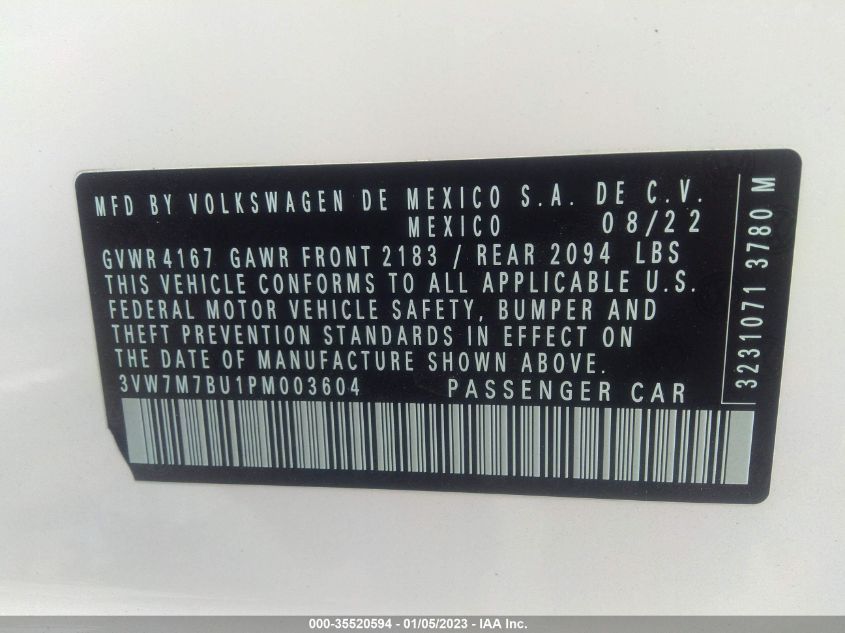 MFD BY VOLKSWAGEN DE MEXICO S.A. DE C.V.
MEXICO 08/22
GVWR 4167 GAWR FRONT 2183 / REAR 2094 LBS
THIS VEHICLE CONFORMS TO ALL APPLICABLE U.S.
FEDERAL MOTOR VEHICLE SAFETY, BUMPER AND
THEFT PREVENTION STANDARDS IN EFFECT ON
THE DATE OF MANUFACTURE SHOWN ABOVE.
3VW7M7BU1PM003604 PASSENGER CAR
3231071 3780 M
000-35520594 - 01/05/2023 - IAA Inc.